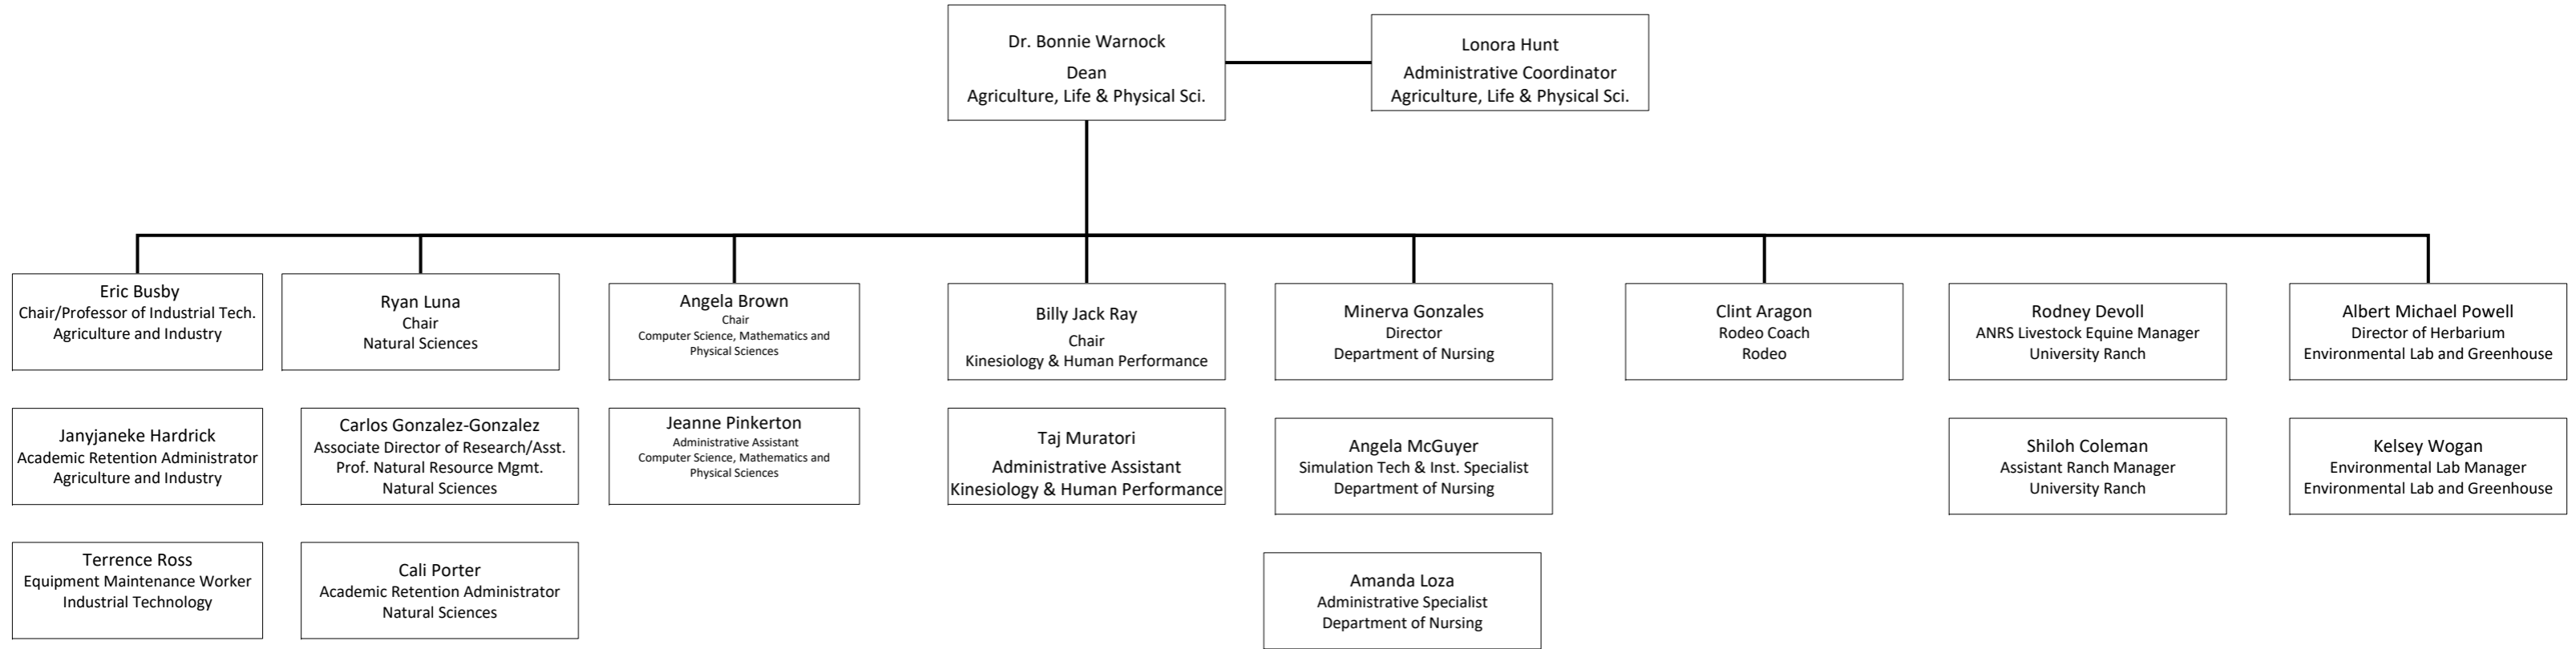 Dr. Bonnie Warnock
Dean
Agriculture, Life & Physical Sci.
Lonora Hunt
Administrative Coordinator
Agriculture, Life & Physical Sci.
Eric Busby
Chair/Professor of Industrial Tech.
Agriculture and Industry
Ryan Luna
Chair
Natural Sciences
Angela Brown
Chair
Computer Science, Mathematics and
Physical Sciences
Billy Jack Ray
Chair
Kinesiology & Human Performance
Minerva Gonzales
Director
Department of Nursing
Clint Aragon
Rodeo Coach
Rodeo
Rodney Devoll
ANRS Livestock Equine Manager
University Ranch
Albert Michael Powell
Director of Herbarium
Environmental Lab and Greenhouse
Janyjaneke Hardrick
Academic Retention Administrator
Agriculture and Industry
Carlos Gonzalez-Gonzalez
Associate Director of Research/Asst.
Prof. Natural Resource Mgmt.
Natural Sciences
Jeanne Pinkerton
Administrative Assistant
Computer Science, Mathematics and
Physical Sciences
Taj Muratori
Administrative Assistant
Kinesiology & Human Performance
Angela McGuyer
Simulation Tech & Inst. Specialist
Department of Nursing
Shiloh Coleman
Assistant Ranch Manager
University Ranch
Kelsey Wogan
Environmental Lab Manager
Environmental Lab and Greenhouse
Terrence Ross
Equipment Maintenance Worker
Industrial Technology
Cali Porter
Academic Retention Administrator
Natural Sciences
Amanda Loza
Administrative Specialist
Department of Nursing